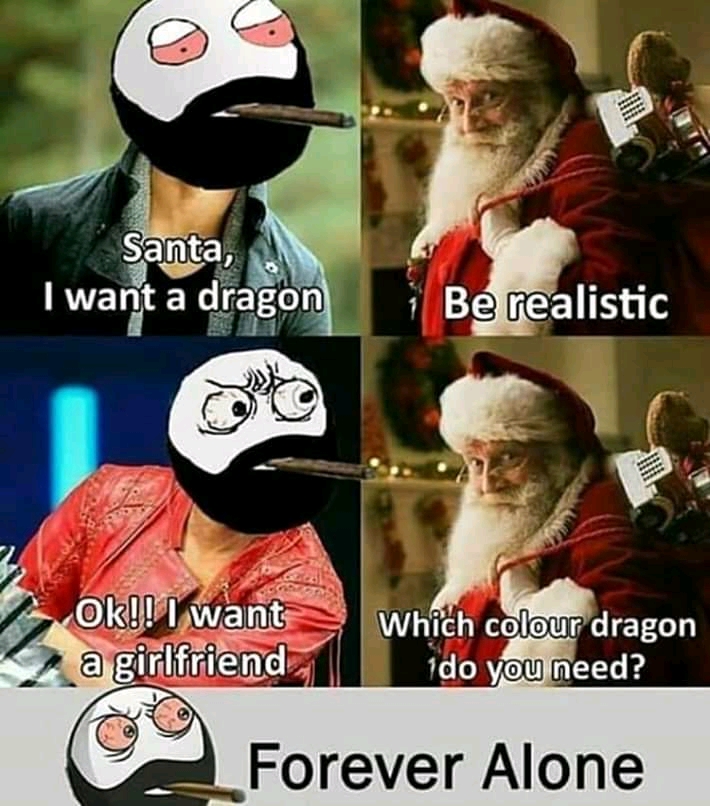 Santa,
I want a dragon
Be realistic
Ok!! I want
a girlfriend
Which colour dragon
do you need?
Forever Alone